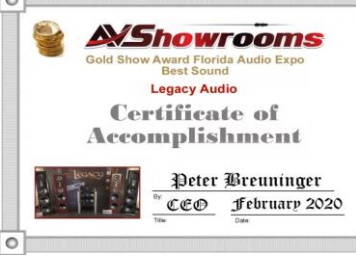 AVShowrooms
Gold Show Award Florida Audio Expo
Best Sound
Legacy Audio
Certificate of
Accomplishment
LEGACY
Peter Breuninger
By:
CEO February 2020
Title: Date: